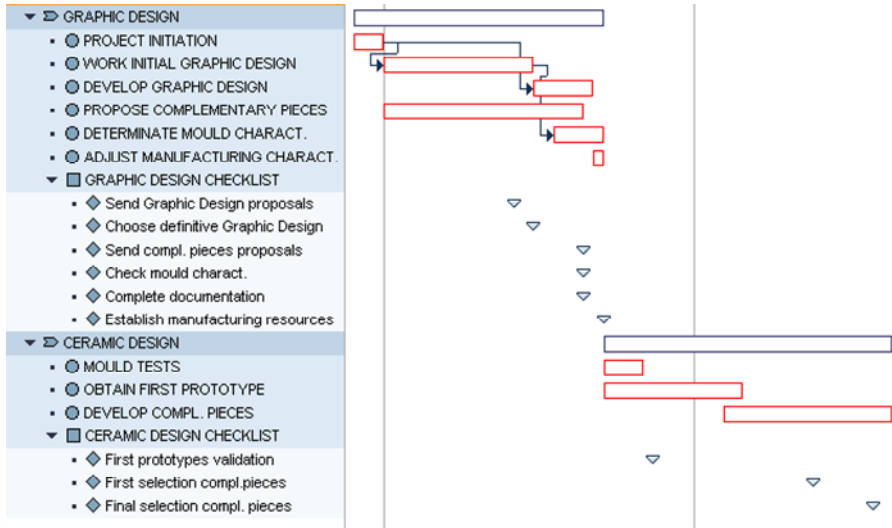 GRAPHIC DESIGN
PROJECT INITIATION
WORK INITIAL GRAPHIC DESIGN
DEVELOP GRAPHIC DESIGN
PROPOSE COMPLEMENTARY PIECES
DETERMINATE MOULD CHARACT.
ADJUST MANUFACTURING CHARACT.
GRAPHIC DESIGN CHECKLIST
Send Graphic Design proposals
Choose definitive Graphic Design
Send compl. pieces proposals
Check mould charact.
Complete documentation
Establish manufacturing resources
CERAMIC DESIGN
MOULD TESTS
OBTAIN FIRST PROTOTYPE
DEVELOP COMPL. PIECES
CERAMIC DESIGN CHECKLIST
First prototypes validation
First selection compl.pieces
Final selection compl. pieces